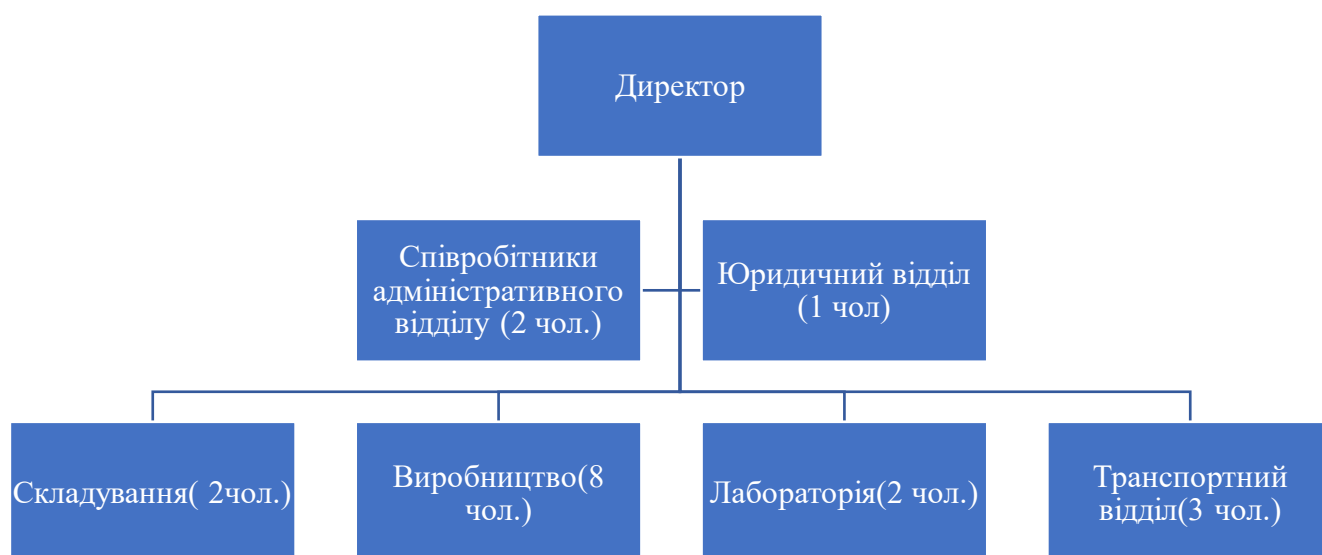 Директор
Співробітники
адміністративного
відділу (2 чол.)
Юридичний відділ
(1 чол)
Складування( 2чол.)
Виробництво(8
чол.)
Лабораторія(2 чол.)
Транспортний
відділ(3 чол.)